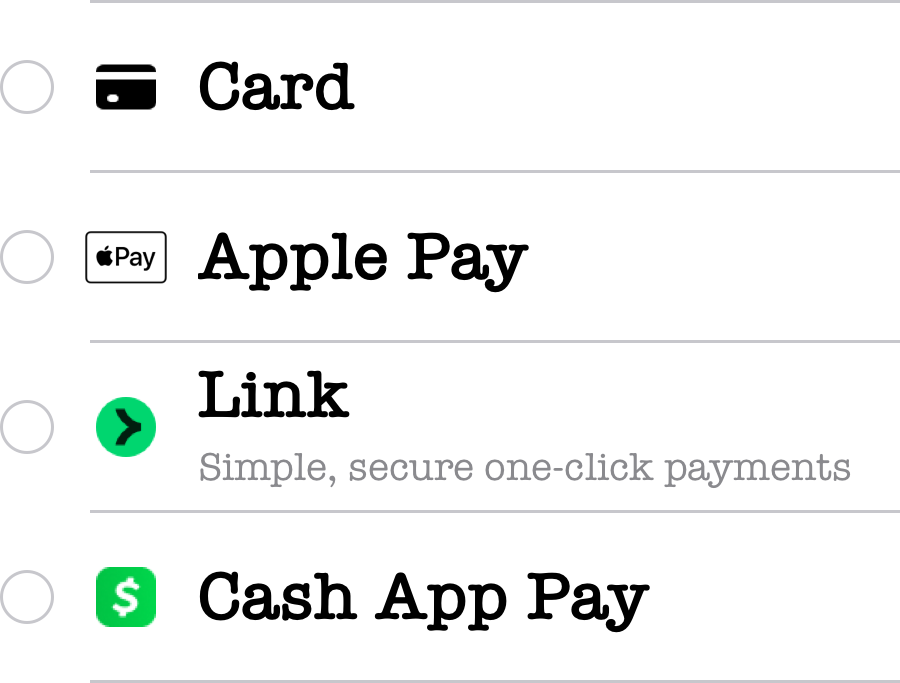 Card
Pay Apple Pay
Link
Simple, secure one-click payments
$ Cash App Pay